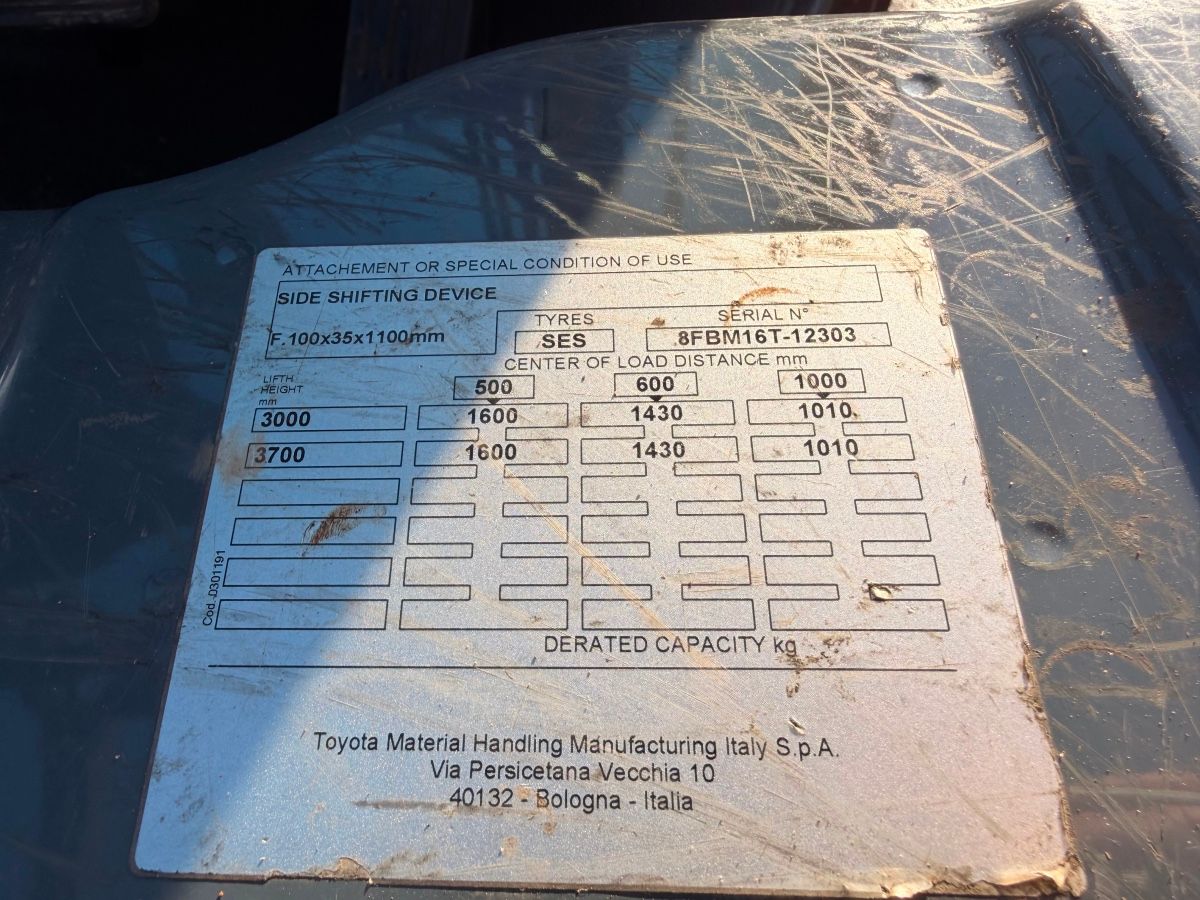 ATTACHEMENT OR SPECIAL CONDITION OF USE
SIDE SHIFTING DEVICE
F.100x35x1100mm
TYRES
SES
SERIAL N°
8FBM16T-12303
CENTER OF LOAD DISTANCE mm
LIFTH HEIGHT mm
500 600 1000
3000 1600 1430 1010
3700 1600 1430 1010
Cod. 0301191
DERATED CAPACITY kg
Toyota Material Handling Manufacturing Italy S.p.A.
Via Persicetana Vecchia 10
40132 - Bologna - Italia